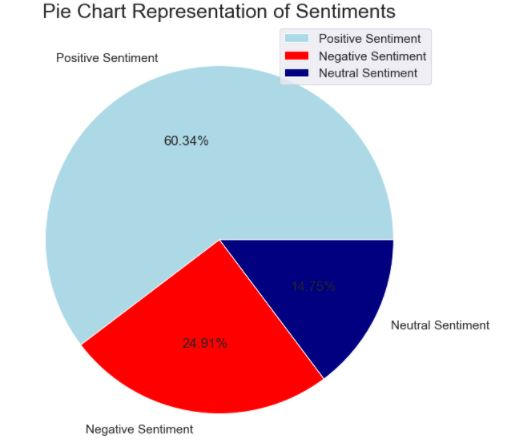 Pie Chart Representation of Sentiments
Positive Sentiment
Negative Sentiment
Neutral Sentiment
Positive Sentiment
60.34%
14.75%
Neutral Sentiment
24.91%
Negative Sentiment